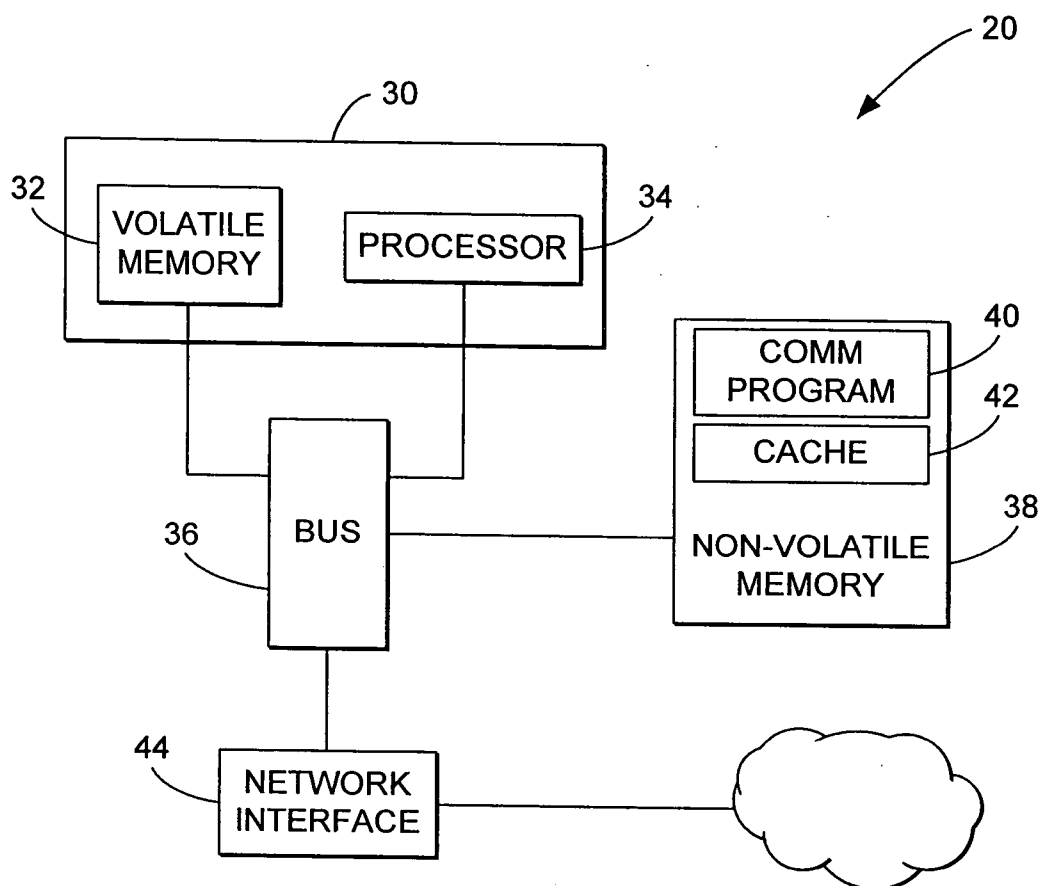 20
30
32
VOLATILE
MEMORY
34
PROCESSOR
40
COMM
PROGRAM
42
CACHE
36
BUS
38
NON-VOLATILE
MEMORY
44
NETWORK
INTERFACE